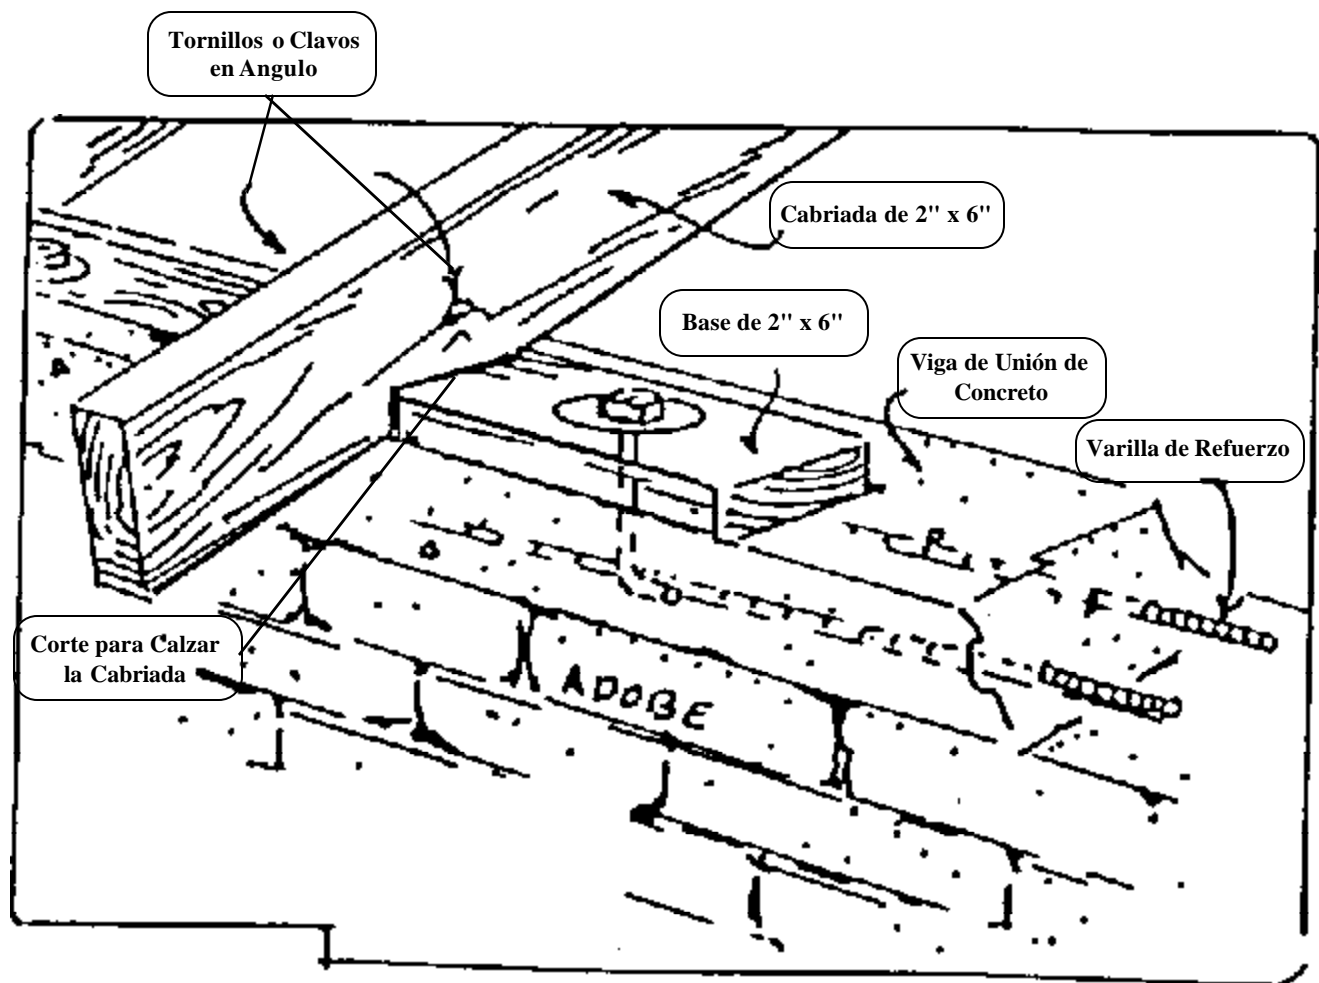 Tornillos o Clavos
en Angulo
Cabriada de 2" x 6"
Base de 2" x 6"
Viga de Unión de
Concreto
Varilla de Refuerzo
Corte para Calzar
la Cabriada
ADOBE